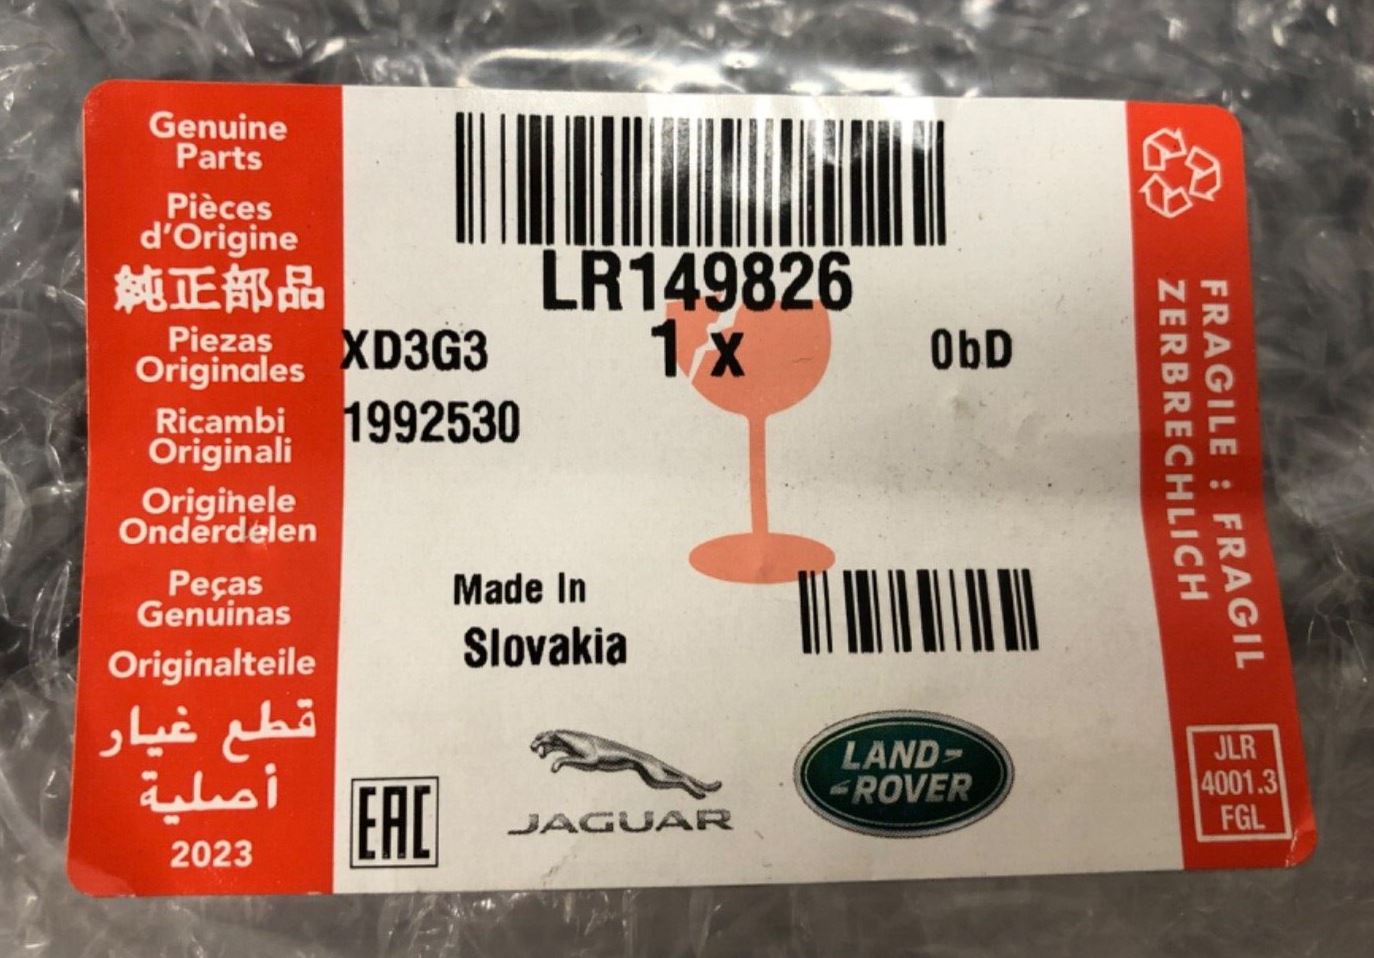 Genuine
Parts
Pièces
d'Origine
純正部品
Piezas
Originales
Ricambi
Originali
Originele
Onderdelen
Peças
Genuinas
Originalteile
قطع غيار
أصلية
2023
LR149826
XD3G3
1 x
0bD
1992530
Made In
Slovakia
EAC
JAGUAR
LAND-
-ROVER
FRAGILE : FRAGIL
ZERBRECHLICH
JLR
4001.3
FGL